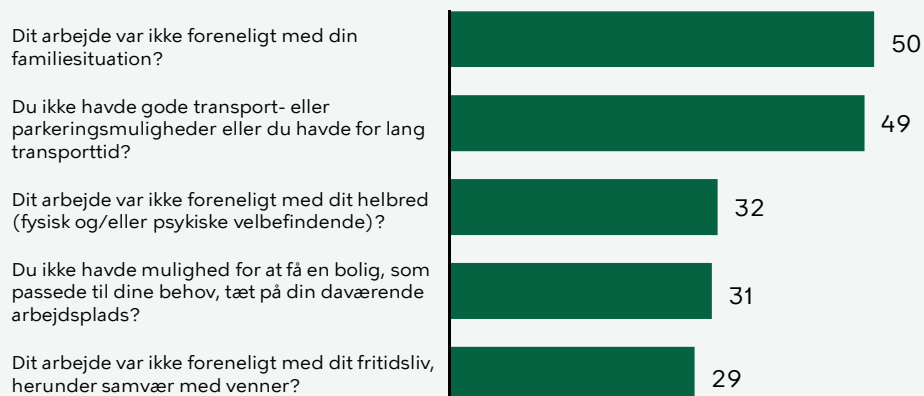 Dit arbejde var ikke foreneligt med din
familiesituation?
50
Du ikke havde gode transport- eller
parkeringsmuligheder eller du havde for lang
transporttid?
49
Dit arbejde var ikke foreneligt med dit helbred
(fysisk og/eller psykiske velbefindende)?
32
Du ikke havde mulighed for at få en bolig, som
passede til dine behov, tæt på din daværende
arbejdsplads?
31
Dit arbejde var ikke foreneligt med dit fritidsliv,
herunder samvær med venner?
29